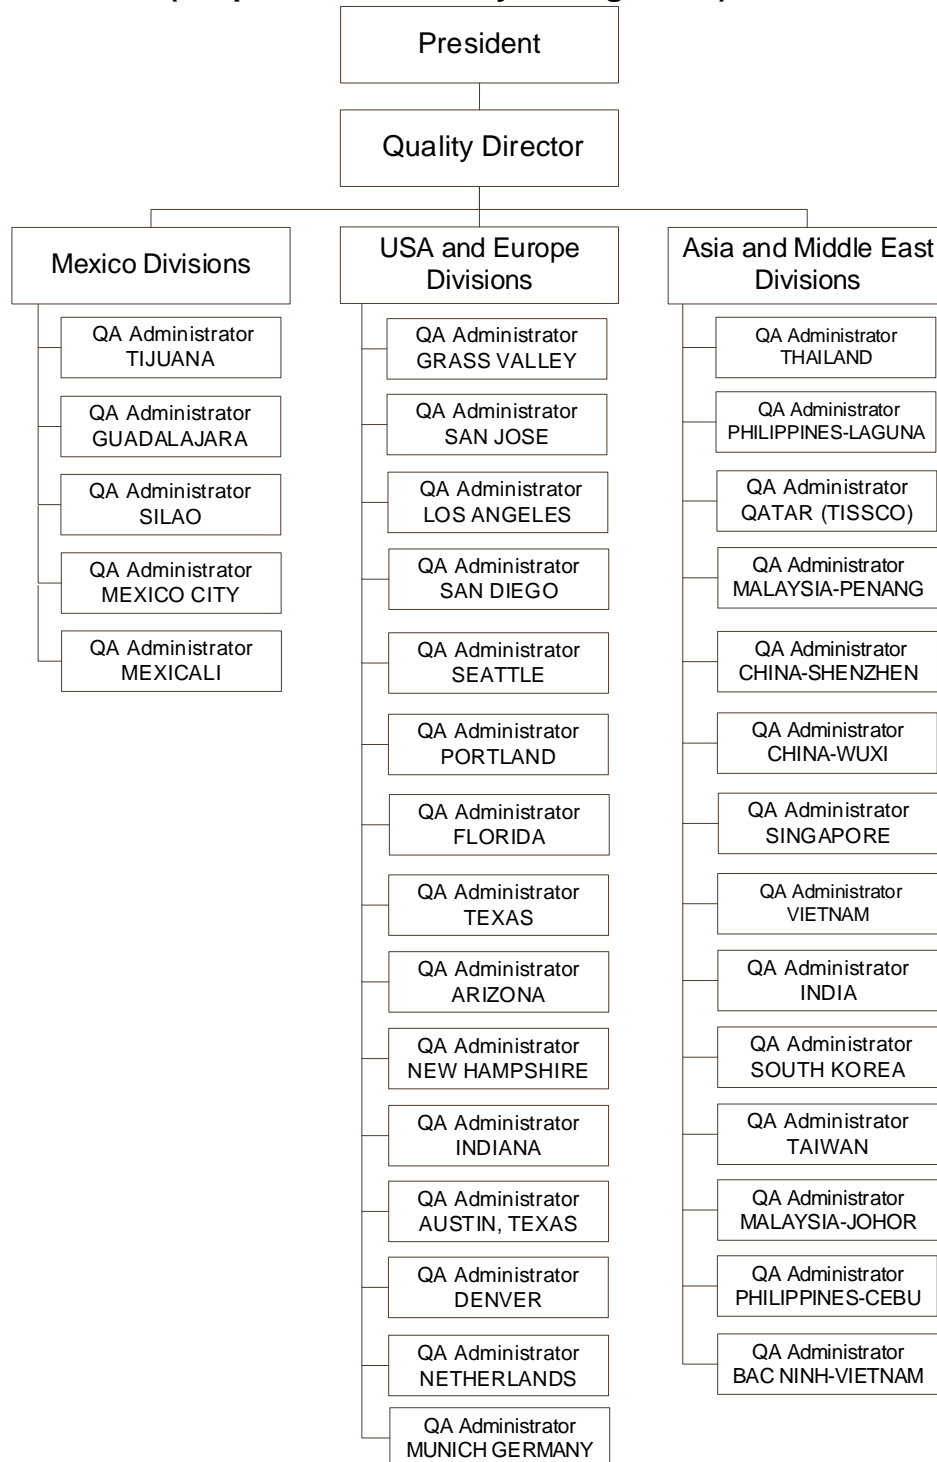 President
Quality Director
Mexico Divisions
QA Administrator
TIJUANA
QA Administrator
GUADALAJARA
QA Administrator
SILAO
QA Administrator
MEXICO CITY
QA Administrator
MEXICALI
USA and Europe
Divisions
QA Administrator
GRASS VALLEY
QA Administrator
SAN JOSE
QA Administrator
LOS ANGELES
QA Administrator
SAN DIEGO
QA Administrator
SEATTLE
QA Administrator
PORTLAND
QA Administrator
FLORIDA
QA Administrator
TEXAS
QA Administrator
ARIZONA
QA Administrator
NEW HAMPSHIRE
QA Administrator
INDIANA
QA Administrator
AUSTIN, TEXAS
QA Administrator
DENVER
QA Administrator
NETHERLANDS
QA Administrator
MUNICH GERMANY
Asia and Middle East
Divisions
QA Administrator
THAILAND
QA Administrator
PHILIPPINES-LAGUNA
QA Administrator
QATAR (TISSCO)
QA Administrator
MALAYSIA-PENANG
QA Administrator
CHINA-SHENZHEN
QA Administrator
CHINA-WUXI
QA Administrator
SINGAPORE
QA Administrator
VIETNAM
QA Administrator
INDIA
QA Administrator
SOUTH KOREA
QA Administrator
TAIWAN
QA Administrator
MALAYSIA-JOHOR
QA Administrator
PHILIPPINES-CEBU
QA Administrator
BAC NINH-VIETNAM